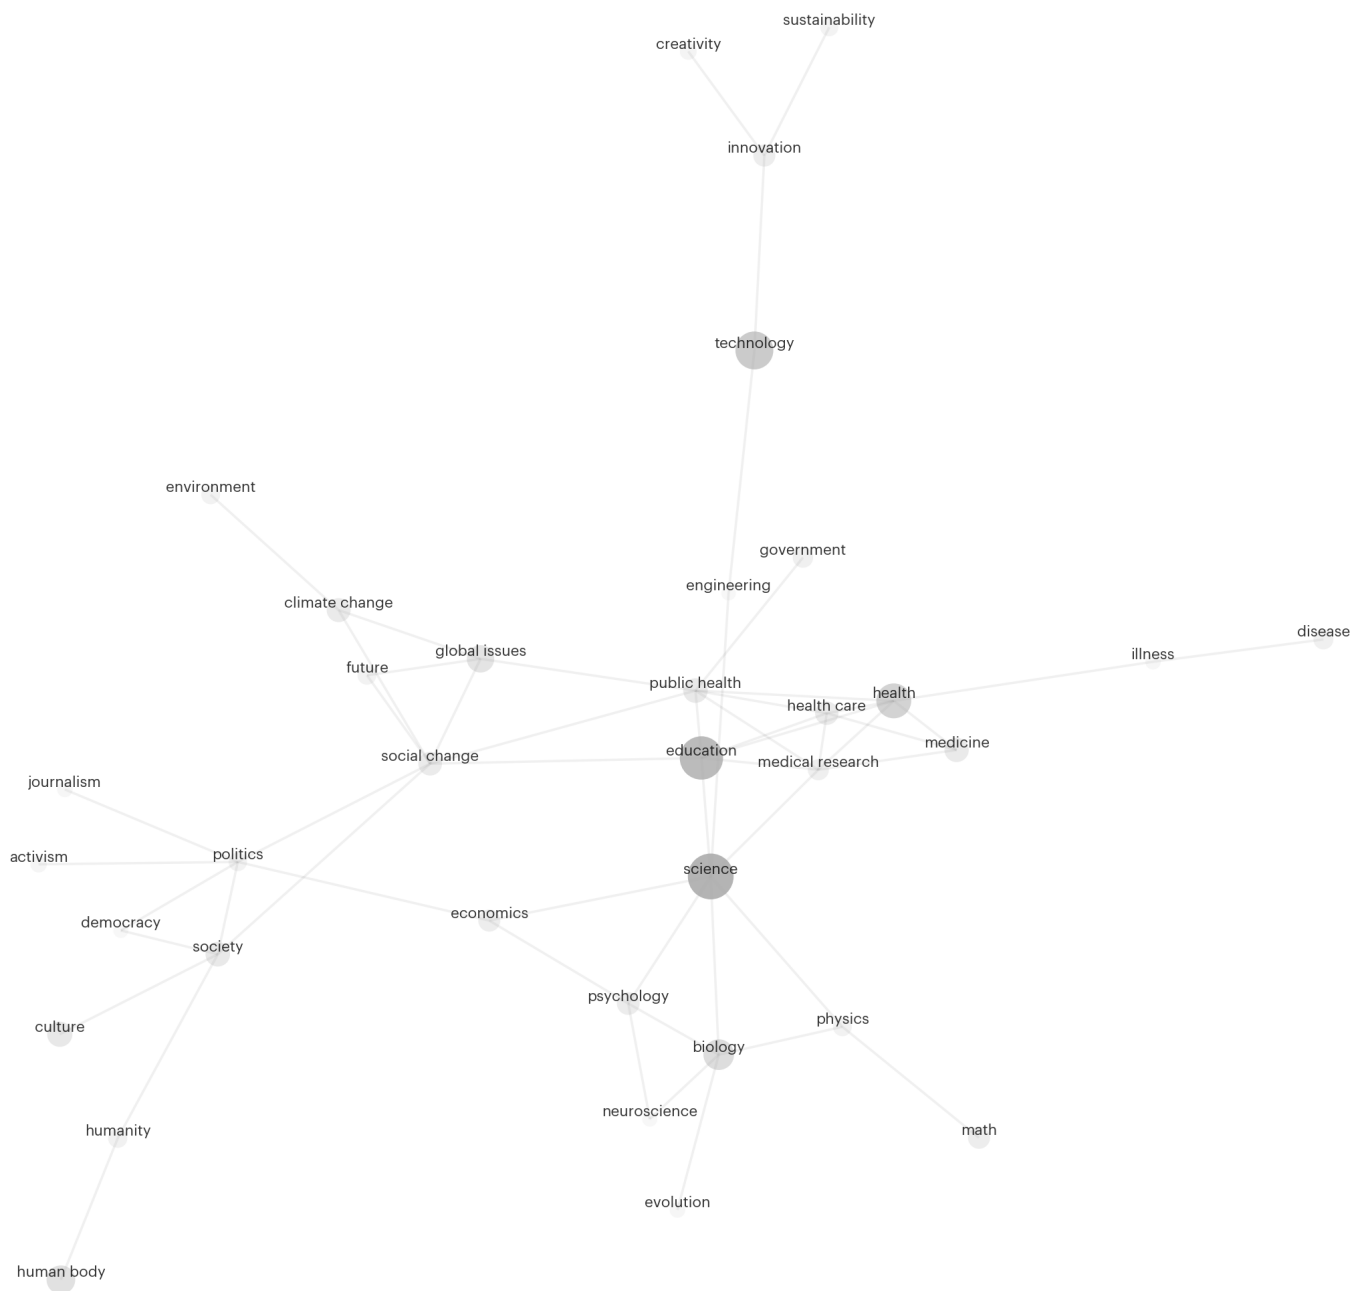 sustainability
creativity
innovation
technology
environment
government
engineering
climate change
disease
global issues
illness
future
public health
health
health care
medicine
education
social change
medical research
journalism
politics
activism
science
economics
democracy
society
psychology
physics
culture
biology
neuroscience
humanity
math
evolution
human body